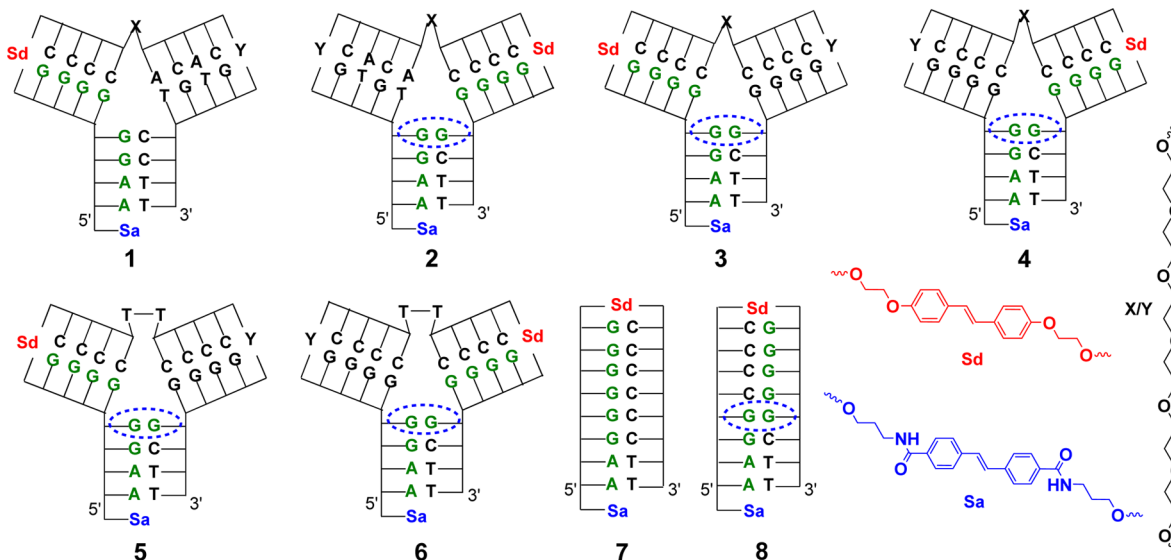 X
Sd C C C C A C A C Y
G G G G T G T G
G C
G C
A T
A T
5' 3'
Sa
1
X
Y C A C A C C C C Sd
G T G T G G G G
G G
G C
A T
A T
5' 3'
Sa
2
X
Sd C C C C C C C C Y
G G G G G G G G
G G
G C
A T
A T
5' 3'
Sa
3
X
Y C C C C C C C C Sd
G G G G G G G G
G G
G C
A T
A T
5' 3'
Sa
4
T T
Sd C C C C C C C C Y
G G G G G G G G
G G
G C
A T
A T
5' 3'
Sa
5
T T
Y C C C C C C C C Sd
G G G G G G G G
G G
G C
A T
A T
5' 3'
Sa
6
Sd
G C
G C
G C
G C
G C
G C
A T
A T
5' 3'
Sa
7
Sd
C G
C G
C G
C G
G G
G C
A T
A T
5' 3'
Sa
8
O
O
O
O
Sd
O
NH
O
O
HN
O
Sa
X/Y
O
O
O
O
O
O